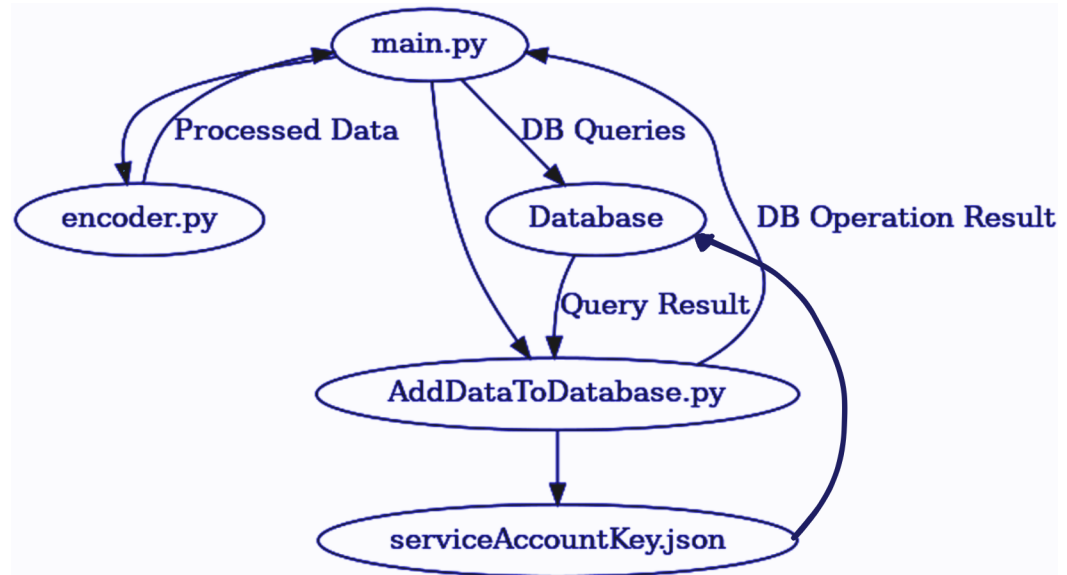 main.py
Processed Data
DB Queries
encoder.py
Database
DB Operation Result
Query Result
AddDataToDatabase.py
serviceAccountKey.json